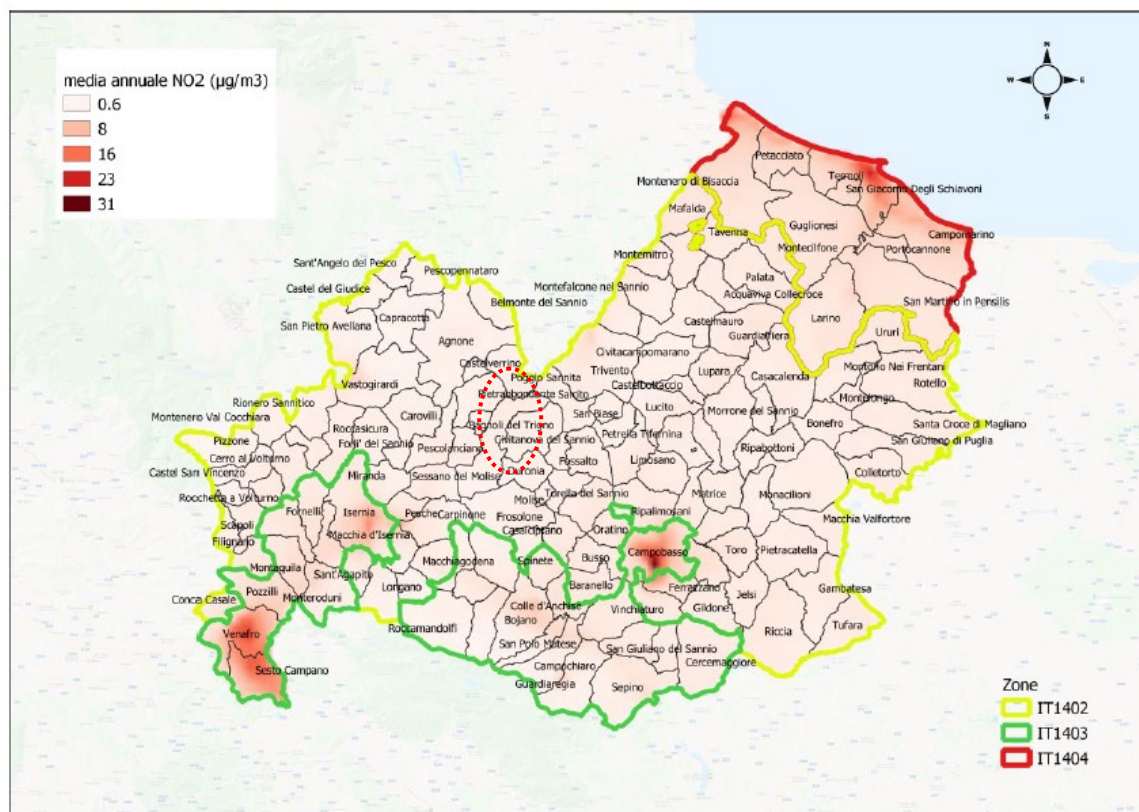 media annuale NO2 (µg/m3)
0.6
8
16
23
31
N
W
E
S
Petacciato
Termoli
San Giacomo Degli Schiavoni
Montenero di Bisaccia
Mafalda
Guglionesi
Campomarino
Tavenna
Montecilfone
Portocannone
Sant'Angelo del Pesco
Pescopennataro
Montemitro
Palata
Castel del Giudice
Montefalcone nel Sannio
Acquaviva Collecroce
San Martino in Pensilis
Belmonte del Sannio
Capracotta
Larino
San Pietro Avellana
Castelmauro
Ururi
Agnone
Guardialfiera
Civitacampomarano
Castelverrino
Montorio Nei Frentani
Trivento
Lupara
Poggio Sannita
Casacalenda
Rotello
Vastogirardi
Castelbottaccio
Pietrabbondante
Salcito
Montelongo
Rionero Sannitico
Lucito
Carovilli
San Biase
Morrone del Sannio
Montenero Val Cocchiara
Bonefro
Santa Croce di Magliano
Roccasicura
Bagnoli del Trigno
Petrella Tifernina
Pizzone
Forli' del Sannio
Civitanova del Sannio
San Giuliano di Puglia
Pescolanciano
Ripabottoni
Cerro al Volturno
Fossalto
Limosano
Castel San Vincenzo
Duronia
Colletorto
Miranda
Sessano del Molise
Rocchetta a Volturno
Torella del Sannio
Matrice
Monacilioni
Fornelli
Isernia
Pesche
Carpinone
Molise
Ripalimosani
Macchia Valfortore
Scapoli
Frosolone
Oratino
Macchia d'Isernia
Casalciprano
Filignano
Campobasso
Toro
Pietracatella
Busso
Macchiagodena
Spinete
Montaquila
Sant'Agapito
Longano
Baranello
Ferrazzano
Jelsi
Gambatesa
Pozzilli
Conca Casale
Monteroduni
Colle d'Anchise
Vinchiaturo
Gildone
Bojano
Tufara
Roccamandolfi
Riccia
Venafro
San Polo Matese
San Giuliano del Sannio
Cercemaggiore
Sesto Campano
Campochiaro
Guardiaregia
Sepino
Zone
IT1402
IT1403
IT1404